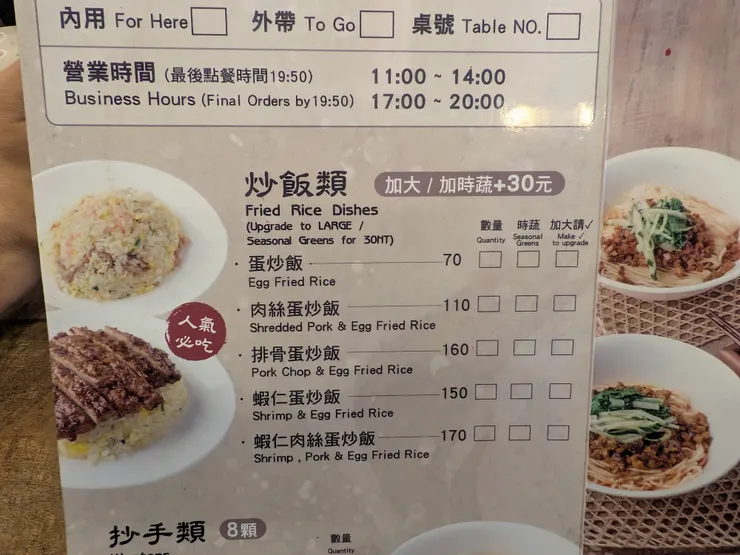 內用 For Here 外帶 To Go 桌號 Table NO.
營業時間 (最後點餐時間19:50) 11:00 ~ 14:00
Business Hours (Final Orders by19:50) 17:00 ~ 20:00
炒飯類 加大 / 加時蔬+30元
Fried Rice Dishes
(Upgrade to LARGE /
Seasonal Greens for 30NT)
數量 時蔬 加大請✓
Quantity Seasonal Greens Make ✓ to upgrade
· 蛋炒飯 70
Egg Fried Rice
· 肉絲蛋炒飯 110
Shredded Pork & Egg Fried Rice
人氣
必吃
· 排骨蛋炒飯 160
Pork Chop & Egg Fried Rice
· 蝦仁蛋炒飯 150
Shrimp & Egg Fried Rice
· 蝦仁肉絲蛋炒飯 170
Shrimp , Pork & Egg Fried Rice
抄手類 8顆 數量
Quantity